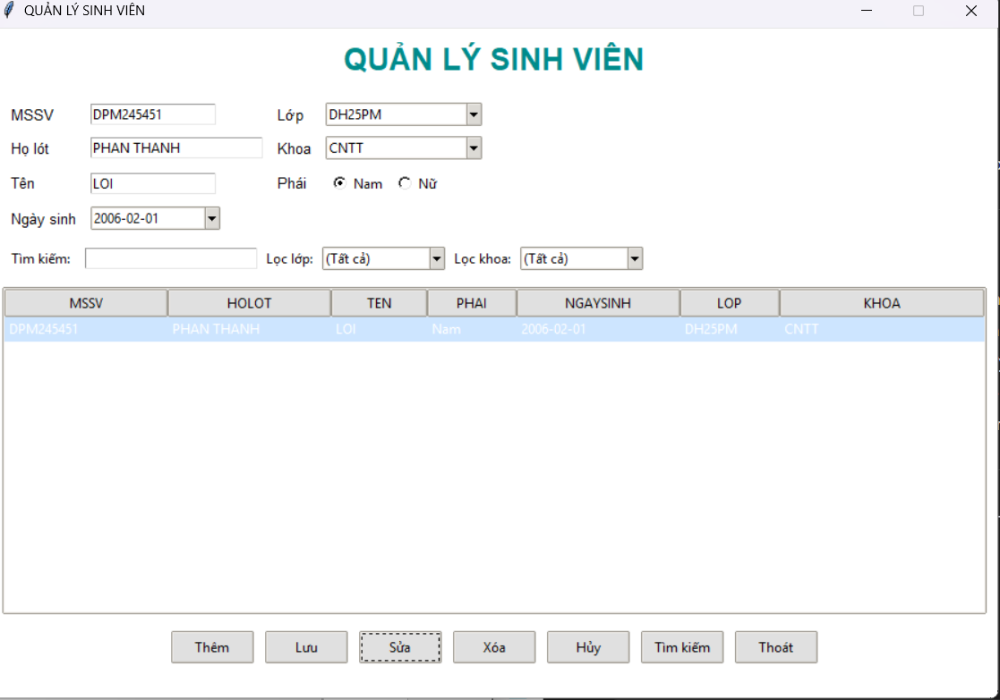 QUẢN LÝ SINH VIÊN
QUẢN LÝ SINH VIÊN
MSSV DPM245451 Lớp DH25PM
Họ lót PHAN THANH Khoa CNTT
Tên LOI Phái Nam Nữ
Ngày sinh 2006-02-01
Tìm kiếm: Lọc lớp: (Tất cả) Lọc khoa: (Tất cả)
MSSV HOLOT TEN PHAI NGAYSINH LOP KHOA
DPM245451 PHAN THANH LOI Nam 2006-02-01 DH25PM CNTT
Thêm Lưu Sửa Xóa Hủy Tìm kiếm Thoát